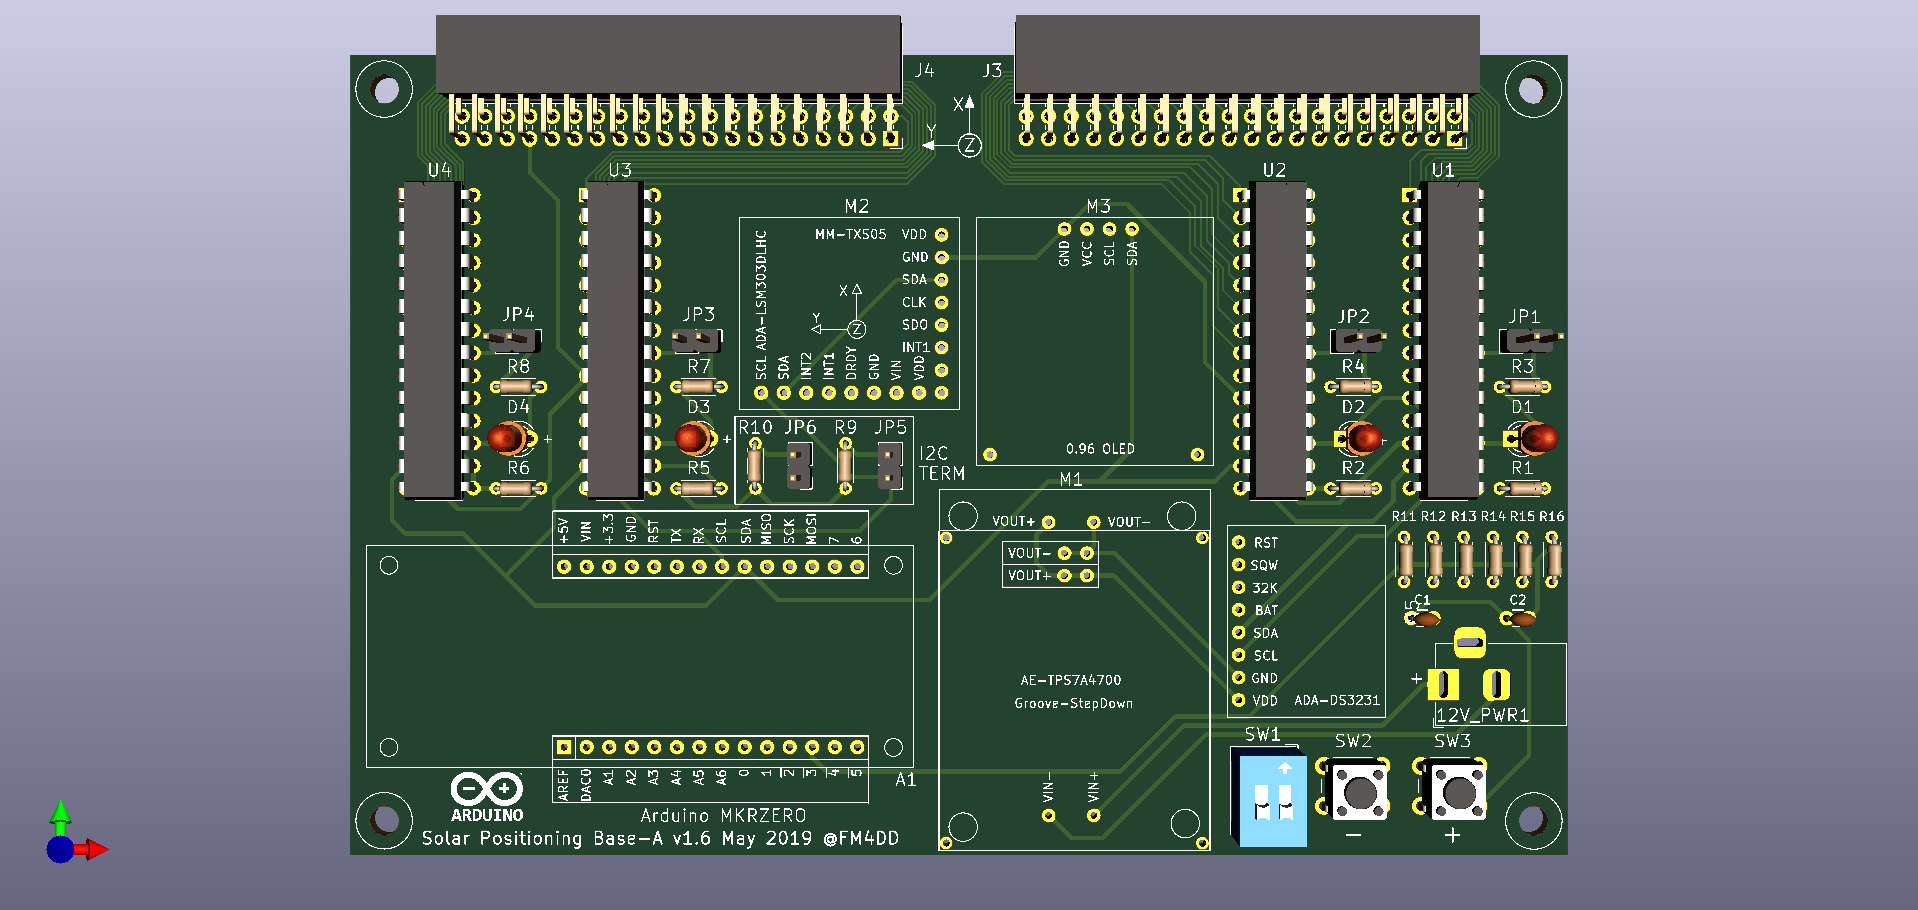 J4
J3
X
Y
Z
U4
U3
U2
U1
M2
M3
MM-TXS05
VDD
GND
SDA
CLK
SDO
INT1
ADA-LSM303DLHC
X
Y
Z
SCL
SDA
INT2
INT1
DRDY
GND
VIN
VDD
GND
VCC
SCL
SDA
0.96 OLED
JP4
JP3
JP2
JP1
R8
R7
R4
R3
D4
D3
D2
D1
+
+
R6
R5
R2
R1
R10
JP6
R9
JP5
I2C
TERM
M1
VOUT+
VOUT-
VOUT-
VOUT+
AE-TPS7A4700
Groove-StepDown
VIN-
VIN+
+5V
VIN
+3.3
GND
RST
TX
RX
SCL
SDA
MISO
SCK
MOSI
7
6
RST
SQW
32K
BAT
SDA
SCL
GND
VDD
ADA-DS3231
R11
R12
R13
R14
R15
R16
C1
C2
+
12V_PWR1
SW1
SW2
SW3
−
+
AREF
DAC0
A1
A2
A3
A4
A5
A6
0
1
2
3
4
5
A1
ARDUINO
Arduino MKRZERO
Solar Positioning Base-A v1.6 May 2019 @FM4DD